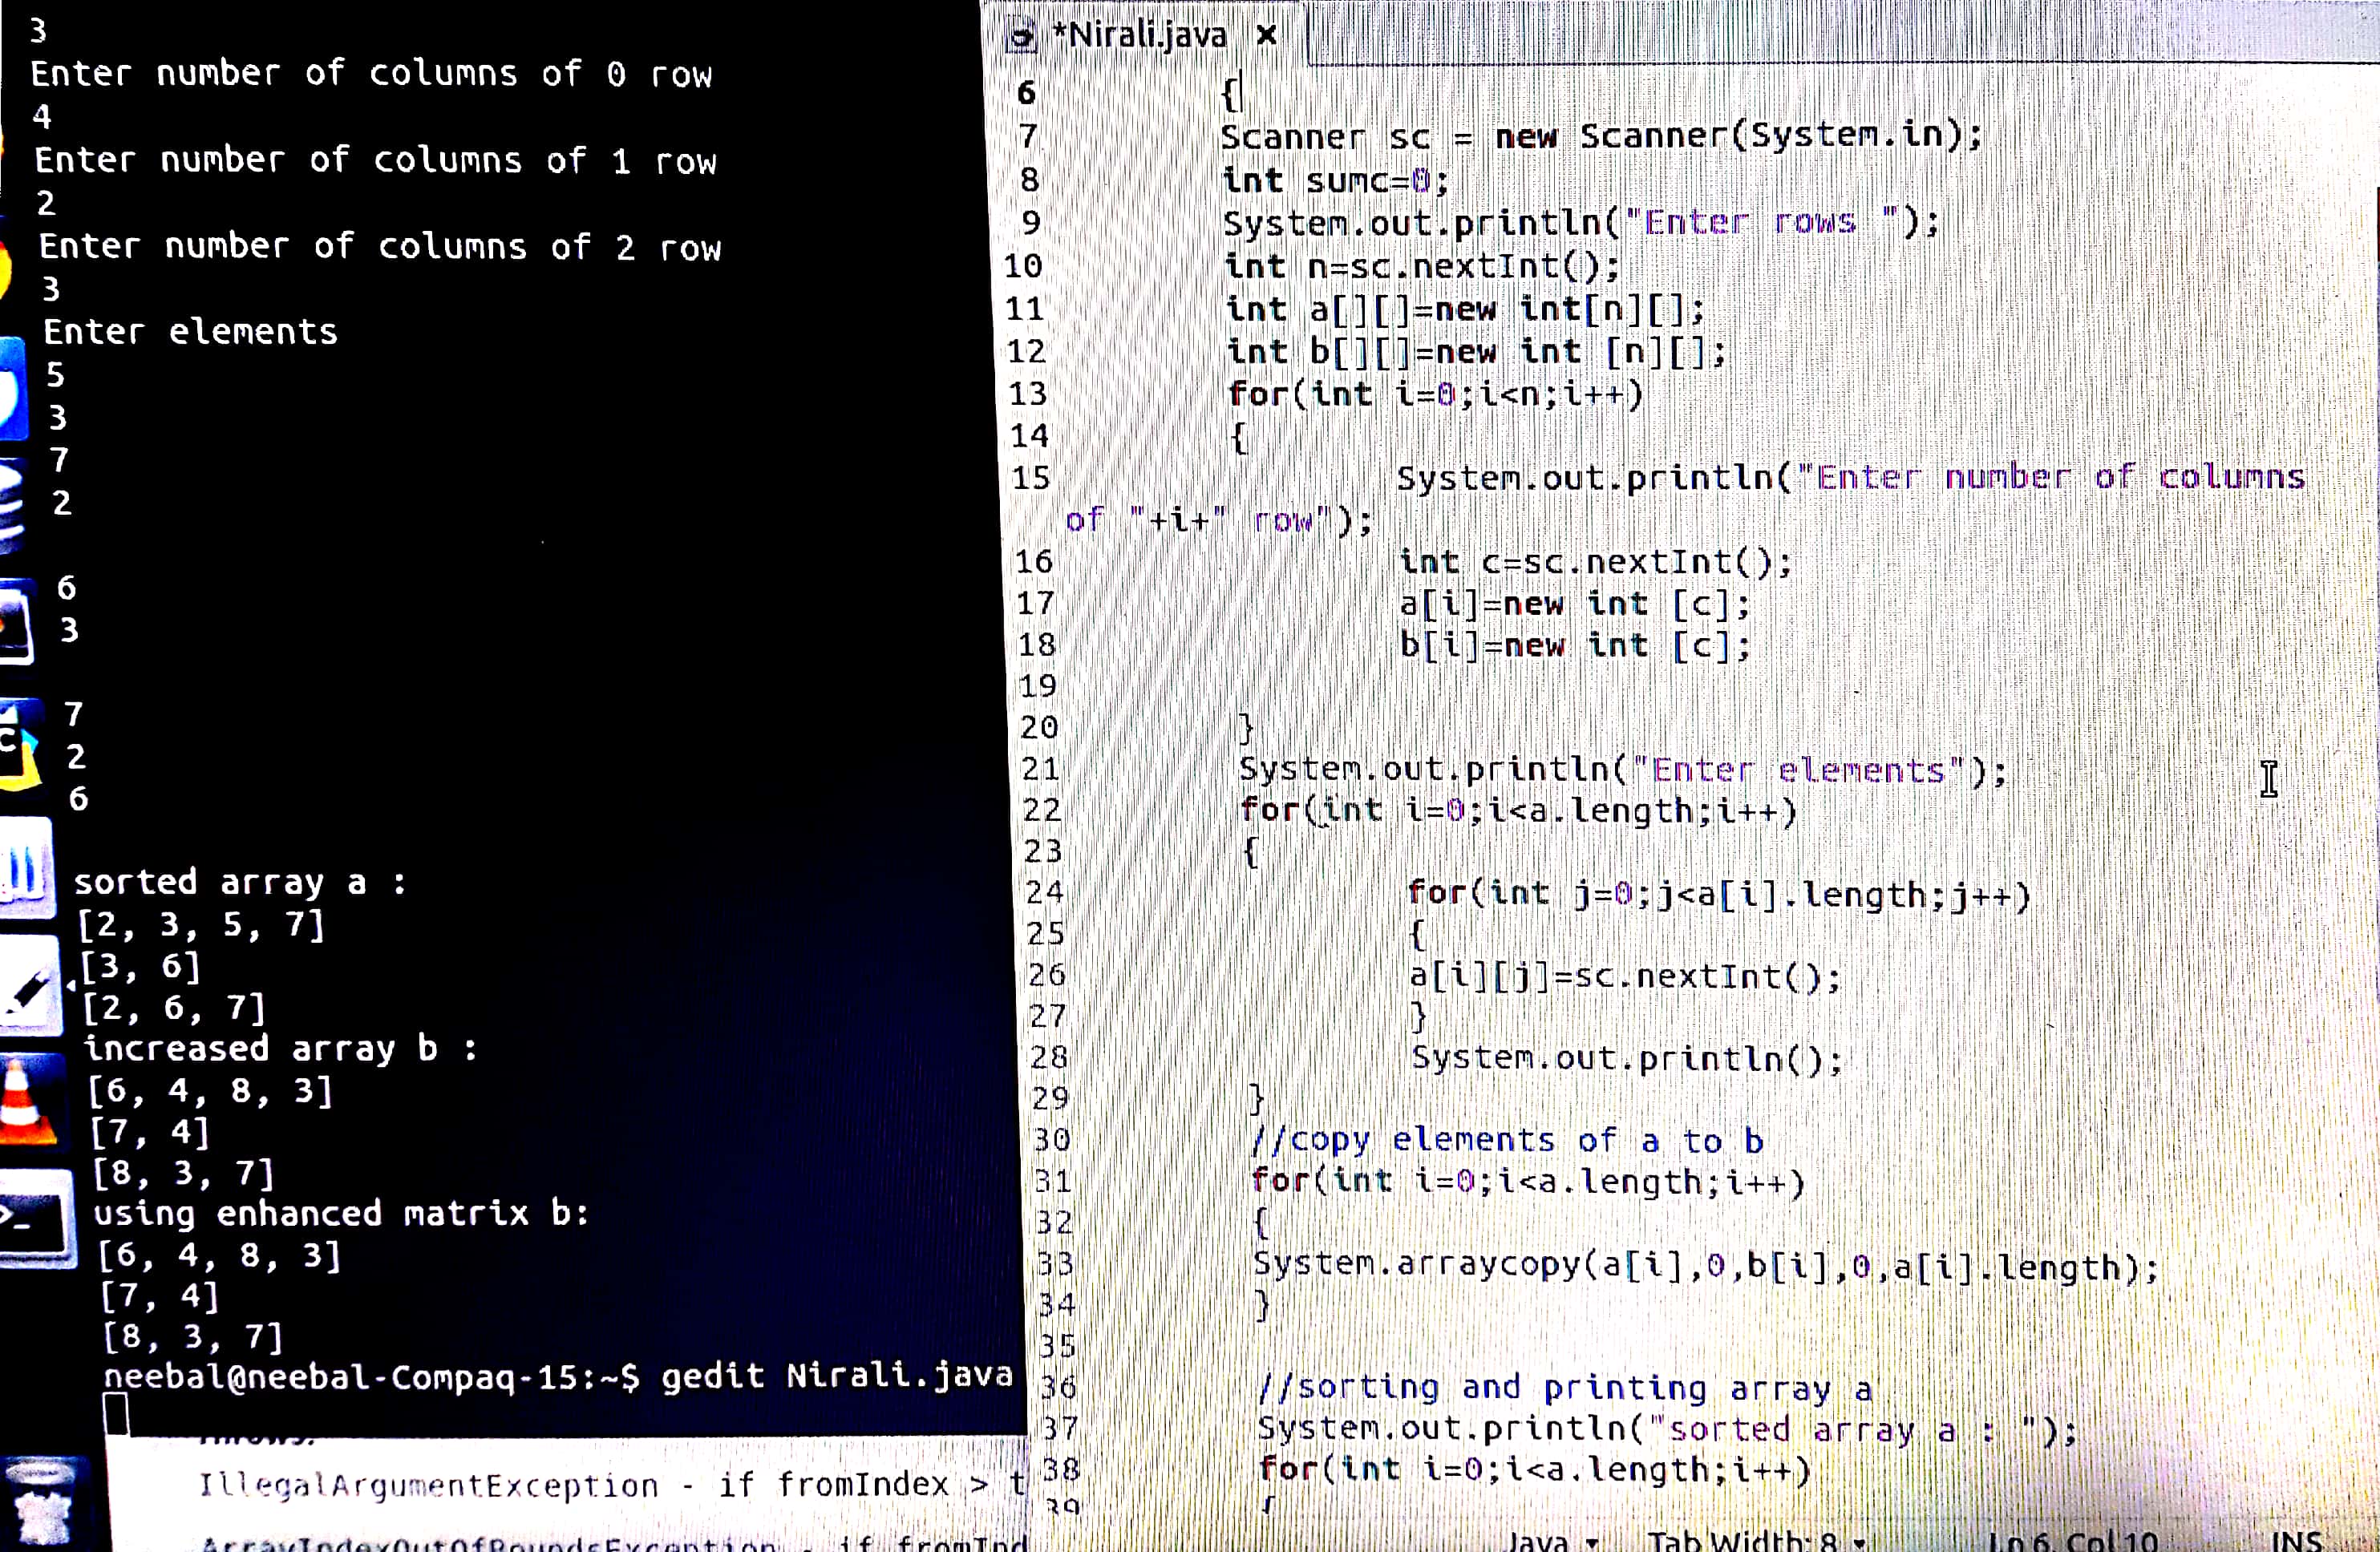 3
Enter number of columns of 0 row
4
Enter number of columns of 1 row
2
Enter number of columns of 2 row
3
Enter elements
5
3
7
2
6
3
7
2
6
sorted array a :
[2, 3, 5, 7]
[3, 6]
[2, 6, 7]
increased array b :
[6, 4, 8, 3]
[7, 4]
[8, 3, 7]
using enhanced matrix b:
[6, 4, 8, 3]
[7, 4]
[8, 3, 7]
neebal@neebal-Compaq-15:~$ gedit Nirali.java
IllegalArgumentException - if fromIndex >
ArrayIndexOutOfBoundsException - if
*Nirali.java x
6 {
7 Scanner sc = new Scanner(System.in);
8 int sumc=0;
9 System.out.println("Enter rows ");
10 int n=sc.nextInt();
11 int a[][]=new int[n][];
12 int b[][]=new int [n][];
13 for(int i=0;i<n;i++)
14 {
15 System.out.println("Enter number of columns
of "+i+" row");
16 int c=sc.nextInt();
17 a[i]=new int [c];
18 b[i]=new int [c];
19
20 }
21 System.out.println("Enter elements");
22 for(int i=0;i<a.length;i++)
23 {
24 for(int j=0;j<a[i].length;j++)
25 {
26 a[i][j]=sc.nextInt();
27 }
28 System.out.println();
29 }
30 //copy elements of a to b
31 for(int i=0;i<a.length;i++)
32 {
33 System.arraycopy(a[i],0,b[i],0,a[i].length);
34 }
35
36 //sorting and printing array a
37 System.out.println("sorted array a : ");
38 for(int i=0;i<a.length;i++)
39 {
Java Tab Width: 8 Ln 6, Col 10 INS